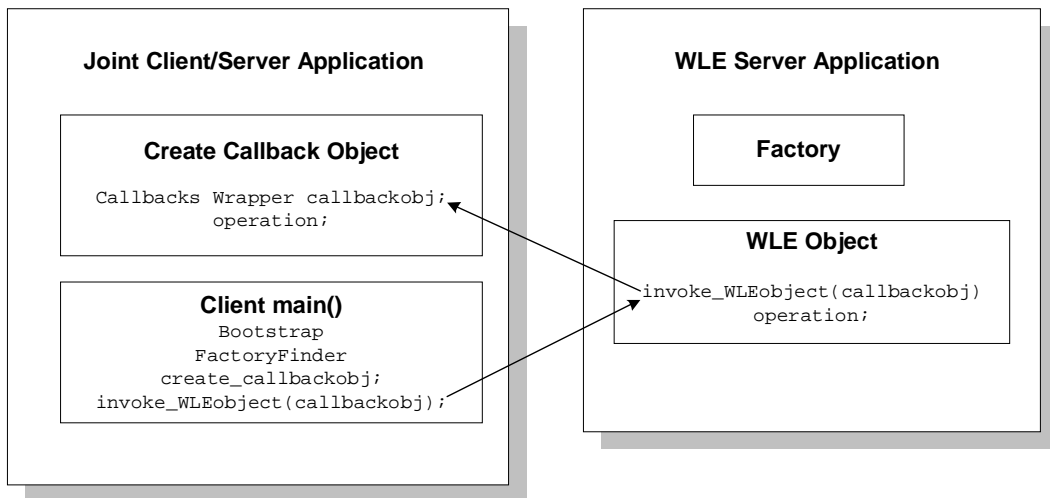 Joint Client/Server Application
Create Callback Object
Callbacks Wrapper callbackobj;
operation;
Client main()
Bootstrap
FactoryFinder
create_callbackobj;
invoke_WLEobject(callbackobj);
WLE Server Application
Factory
WLE Object
invoke_WLEobject(callbackobj)
operation;